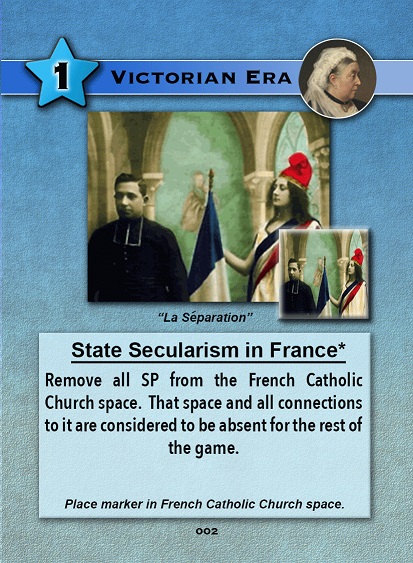 1
Victorian Era
"La Séparation"
State Secularism in France*
Remove all SP from the French Catholic
Church space. That space and all connections
to it are considered to be absent for the rest of
the game.
Place marker in French Catholic Church space.
002